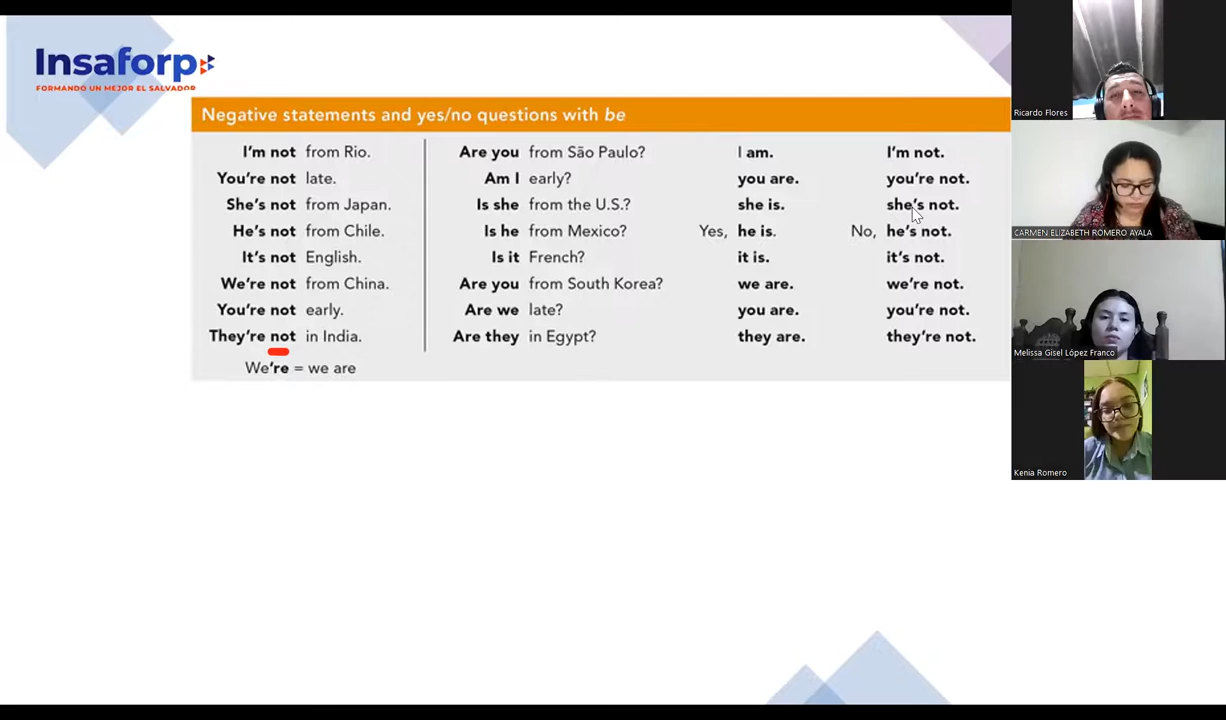 Insaforp
FORMANDO UN MEJOR EL SALVADOR
Negative statements and yes/no questions with be
I'm not from Rio. Are you from São Paulo? I am. I'm not.
You're not late. Am I early? you are. you're not.
She's not from Japan. Is she from the U.S.? she is. she's not.
He's not from Chile. Is he from Mexico? Yes, he is. No, he's not.
It's not English. Is it French? it is. it's not.
We're not from China. Are you from South Korea? we are. we're not.
You're not early. Are we late? you are. you're not.
They're not in India. Are they in Egypt? they are. they're not.
We're = we are
Ricardo Flores
CARMEN ELIZABETH ROMERO AYALA
Melissa Gisel López Franco
Kenia Romero